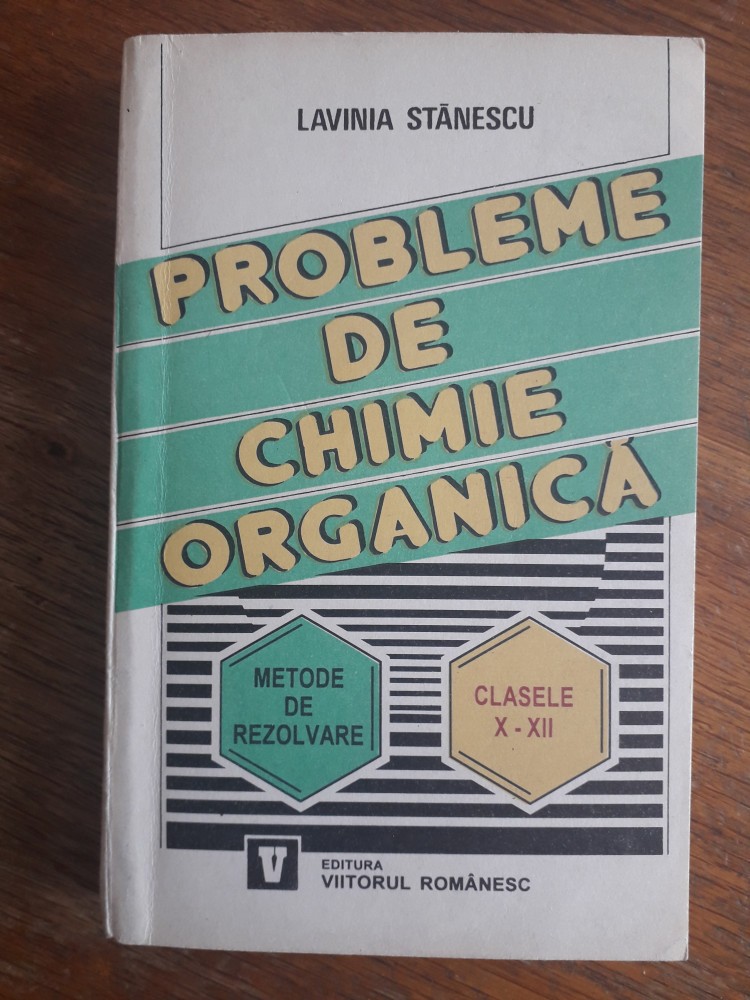 LAVINIA STĂNESCU
PROBLEME
DE
CHIMIE
ORGANICĂ
METODE
DE
REZOLVARE
CLASELE
X - XII
V
EDITURA
VIITORUL ROMÂNESC